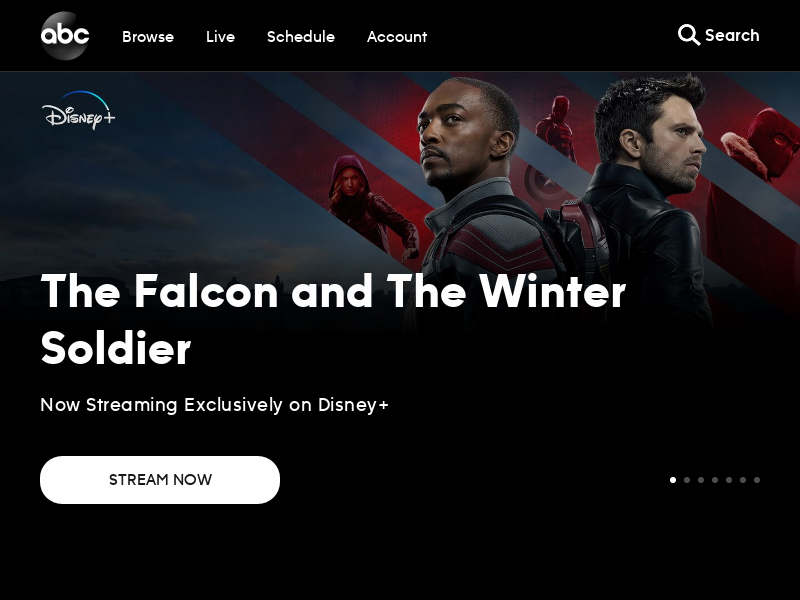 abc
Browse
Live
Schedule
Account
Search
Disney+
The Falcon and The Winter
Soldier
Now Streaming Exclusively on Disney+
STREAM NOW